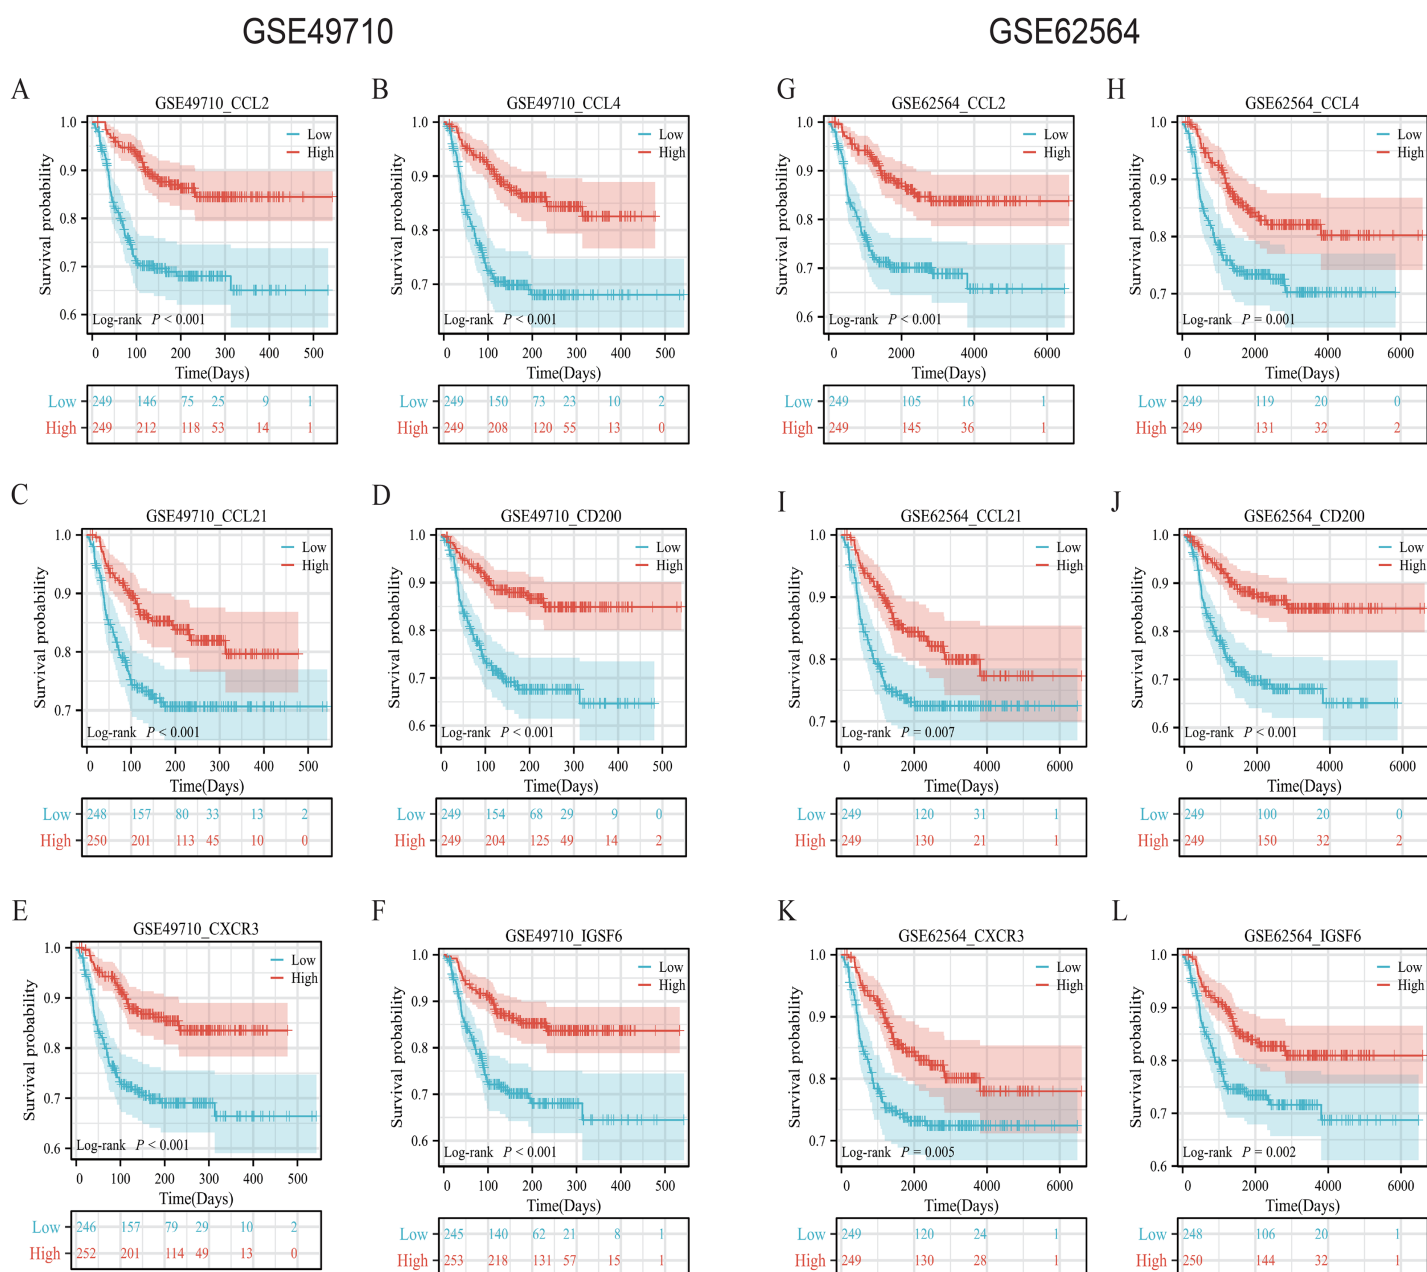 GSE49710
GSE62564
A
GSE49710_CCL2
Survival probability
1.0
0.9
0.8
0.7
0.6
Low
High
Log-rank P < 0.001
0 100 200 300 400 500
Time(Days)
Low 249 146 75 25 9 1
High 249 212 118 53 14 1
B
GSE49710_CCL4
Survival probability
1.0
0.9
0.8
0.7
Low
High
Log-rank P < 0.001
0 100 200 300 400 500
Time(Days)
Low 249 150 73 23 10 2
High 249 208 120 55 13 0
G
GSE62564_CCL2
Survival probability
1.0
0.9
0.8
0.7
0.6
Low
High
Log-rank P < 0.001
0 2000 4000 6000
Time(Days)
Low 249 105 16 1
High 249 145 36 1
H
GSE62564_CCL4
Survival probability
1.0
0.9
0.8
0.7
Low
High
Log-rank P = 0.001
0 2000 4000 6000
Time(Days)
Low 249 119 20 0
High 249 131 32 2
C
GSE49710_CCL21
Survival probability
1.0
0.9
0.8
0.7
Low
High
Log-rank P < 0.001
0 100 200 300 400 500
Time(Days)
Low 248 157 80 33 13 2
High 250 201 113 45 10 0
D
GSE49710_CD200
Survival probability
1.0
0.9
0.8
0.7
0.6
Low
High
Log-rank P < 0.001
0 100 200 300 400 500
Time(Days)
Low 249 154 68 29 9 0
High 249 204 125 49 14 2
I
GSE62564_CCL21
Survival probability
1.0
0.9
0.8
0.7
Low
High
Log-rank P = 0.007
0 2000 4000 6000
Time(Days)
Low 249 120 31 1
High 249 130 21 1
J
GSE62564_CD200
Survival probability
1.0
0.9
0.8
0.7
0.6
Low
High
Log-rank P < 0.001
0 2000 4000 6000
Time(Days)
Low 249 100 20 0
High 249 150 32 2
E
GSE49710_CXCR3
Survival probability
1.0
0.9
0.8
0.7
0.6
Low
High
Log-rank P < 0.001
0 100 200 300 400 500
Time(Days)
Low 246 157 79 29 10 2
High 252 201 114 49 13 0
F
GSE49710_IGSF6
Survival probability
1.0
0.9
0.8
0.7
0.6
Low
High
Log-rank P < 0.001
0 100 200 300 400 500
Time(Days)
Low 245 140 62 21 8 1
High 253 218 131 57 15 1
K
GSE62564_CXCR3
Survival probability
1.0
0.9
0.8
0.7
Low
High
Log-rank P = 0.005
0 2000 4000 6000
Time(Days)
Low 249 120 24 1
High 249 130 28 1
L
GSE62564_IGSF6
Survival probability
1.0
0.9
0.8
0.7
0.6
Low
High
Log-rank P = 0.002
0 2000 4000 6000
Time(Days)
Low 248 106 20 1
High 250 144 32 1